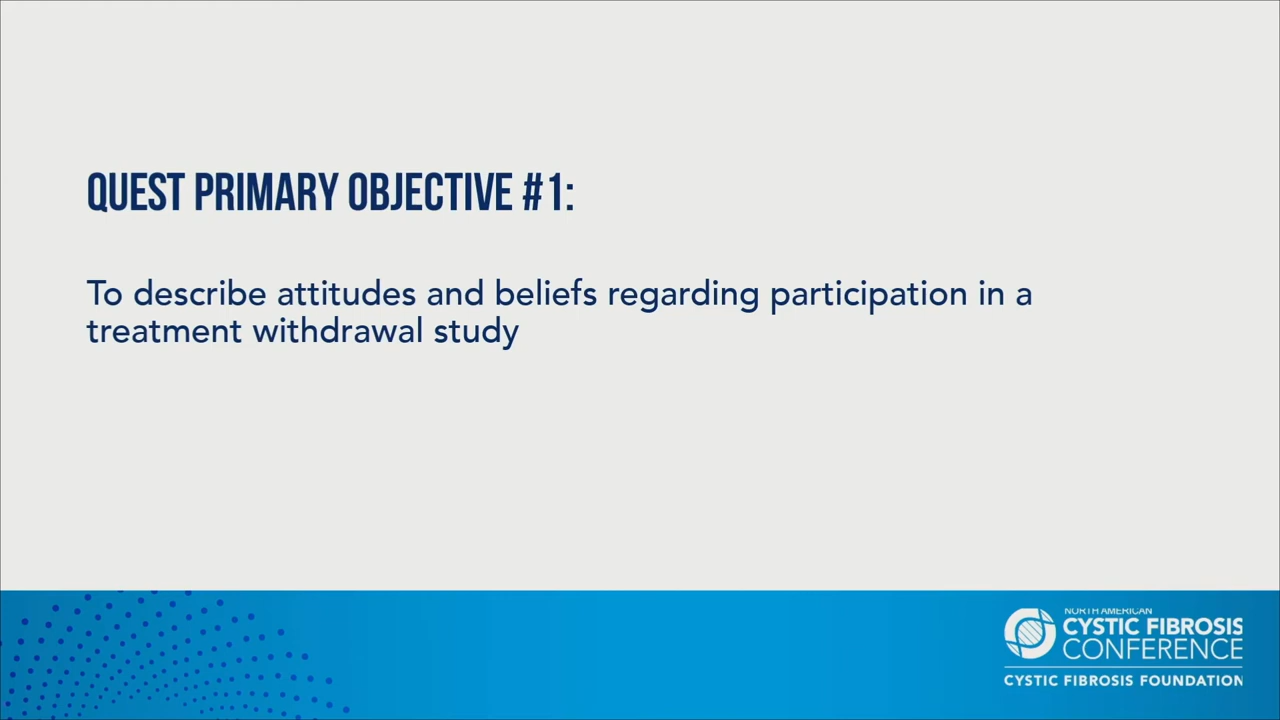 QUEST PRIMARY OBJECTIVE #1:
To describe attitudes and beliefs regarding participation in a
treatment withdrawal study
NORTH AMERICAN
CYSTIC FIBROSIS
CONFERENCE
CYSTIC FIBROSIS FOUNDATION